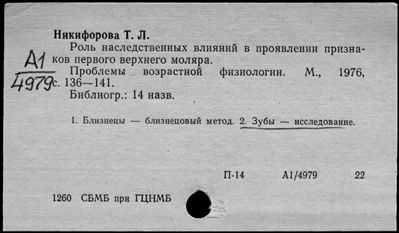 Никифорова Т. Л.
Роль наследственных влияний в проявлении призна-
ков первого верхнего моляра.
Проблемы возрастной физиологии. М., 1976,
с. 136—141.
Библиогр.: 14 назв.
А1
4979
1. Близнецы — близнецовый метод. 2. Зубы — исследование.
П-14 А1/4979 22
1260 СБМБ при ГЦНМБ